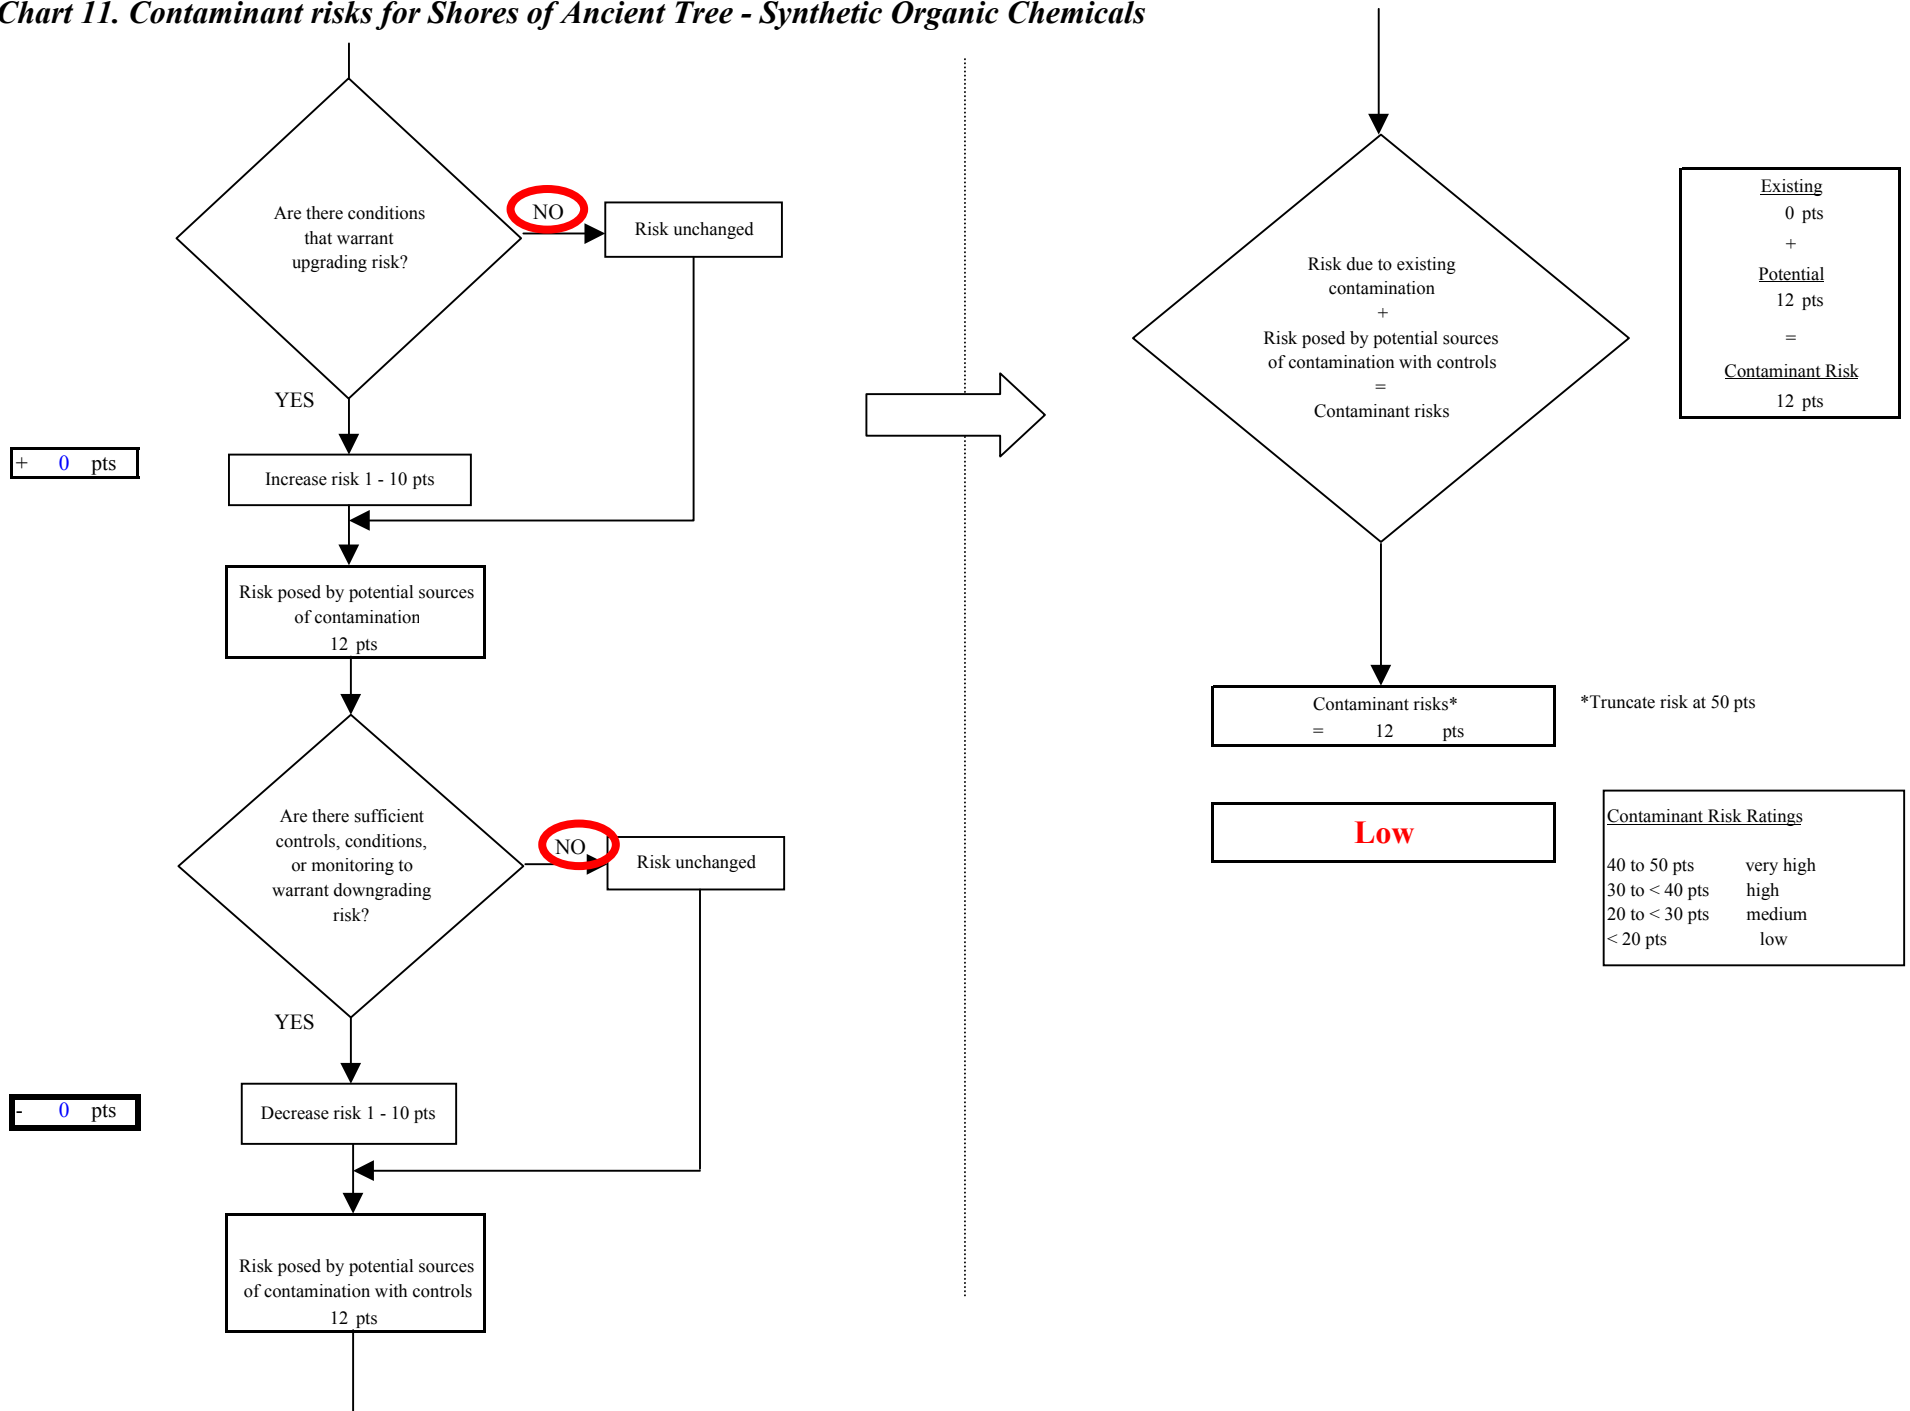 Chart 11. Contaminant risks for Shores of Ancient Tree - Synthetic Organic Chemicals
Are there conditions
that warrant
upgrading risk?
NO
Risk unchanged
YES
+ 0 pts
Increase risk 1 - 10 pts
Risk posed by potential sources
of contamination
12 pts
Are there sufficient
controls, conditions,
or monitoring to
warrant downgrading
risk?
NO
Risk unchanged
YES
- 0 pts
Decrease risk 1 - 10 pts
Risk posed by potential sources
of contamination with controls
12 pts
Risk due to existing
contamination
+
Risk posed by potential sources
of contamination with controls
=
Contaminant risks
Existing
0 pts
+
Potential
12 pts
=
Contaminant Risk
12 pts
Contaminant risks*
= 12 pts
*Truncate risk at 50 pts
Low
Contaminant Risk Ratings
40 to 50 pts very high
30 to < 40 pts high
20 to < 30 pts medium
< 20 pts low